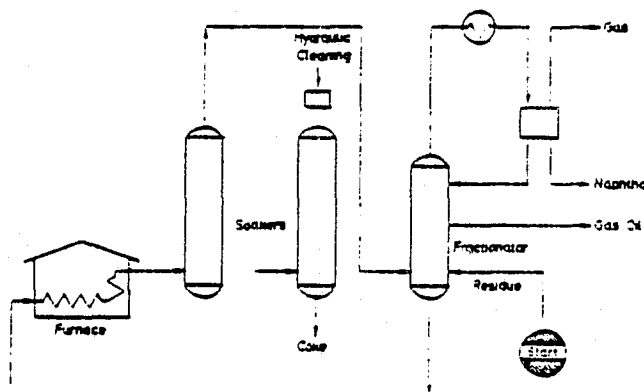 Hydraulic
Cleaning
Gas
Naphtha
Gas Oil
Soakers
Fractionator
Residue
Furnace
Coke
Start